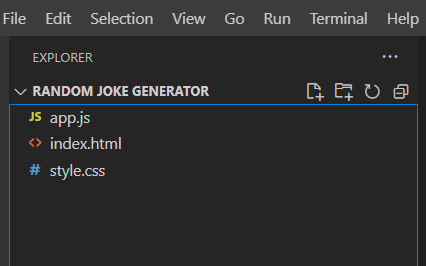 File Edit Selection View Go Run Terminal Help
EXPLORER ...
RANDOM JOKE GENERATOR
JS app.js
<> index.html
# style.css